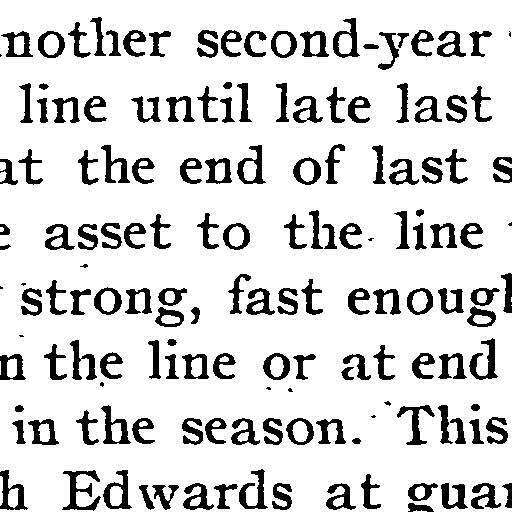 nother second-year
line until late last
at the end of last s
e asset to the line
strong, fast enough
n the line or at end
in the season. This
h Edwards at guar